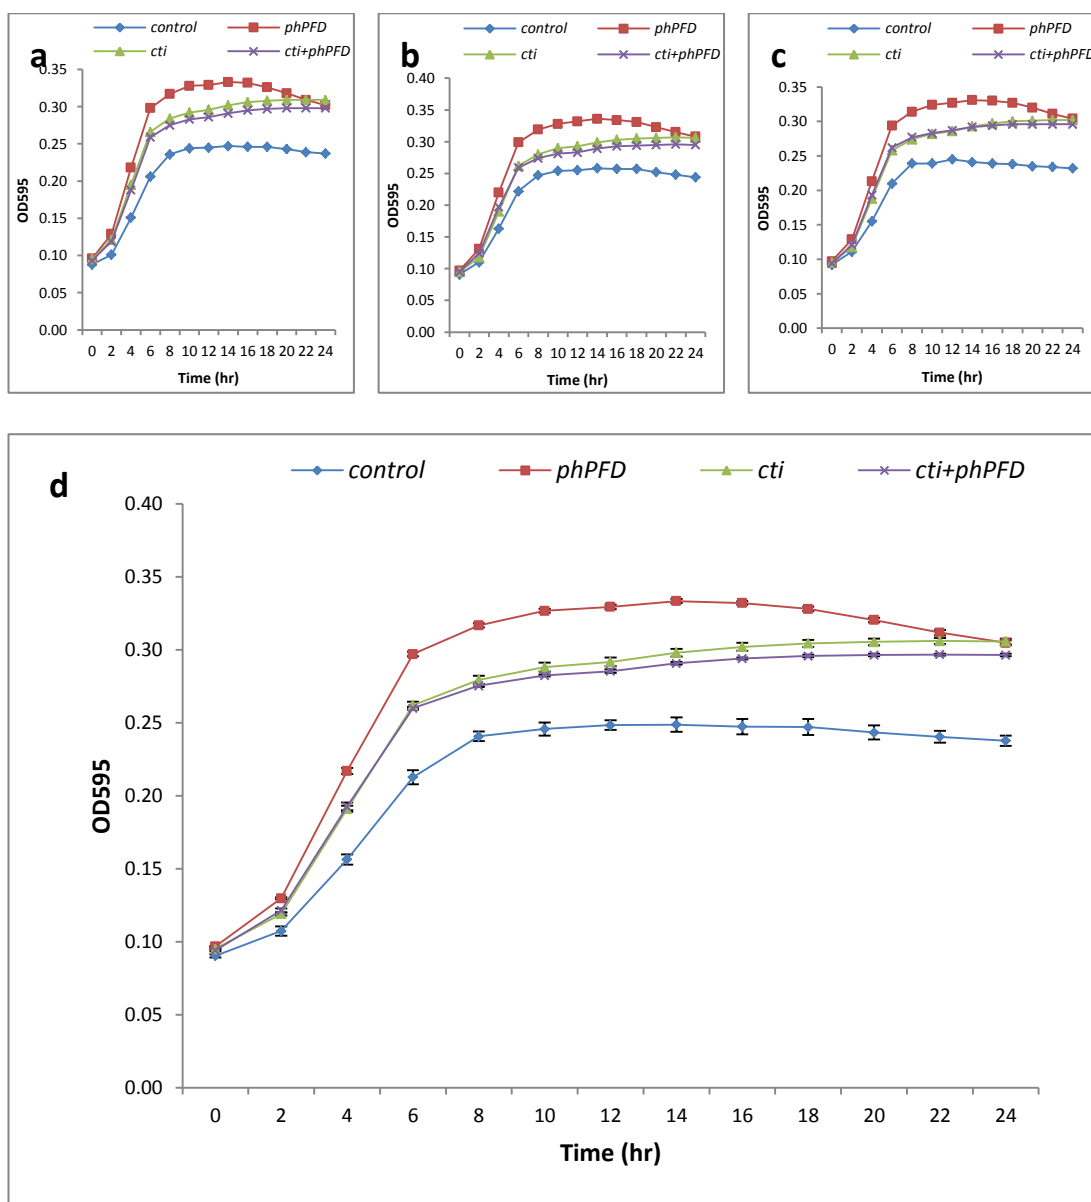 a
control phPFD
cti cti+phPFD
0.35
0.30
0.25
0.20
0.15
0.10
0.05
0.00
OD595
0 2 4 6 8 10 12 14 16 18 20 22 24
Time (hr)
b
control phPFD
cti cti+phPFD
0.40
0.35
0.30
0.25
0.20
0.15
0.10
0.05
0.00
OD595
0 2 4 6 8 10 12 14 16 18 20 22 24
Time (hr)
c
control phPFD
cti cti+phPFD
0.35
0.30
0.25
0.20
0.15
0.10
0.05
0.00
OD595
0 2 4 6 8 10 12 14 16 18 20 22 24
Time (hr)
d
control phPFD cti cti+phPFD
0.40
0.35
0.30
0.25
0.20
0.15
0.10
0.05
0.00
OD595
0 2 4 6 8 10 12 14 16 18 20 22 24
Time (hr)